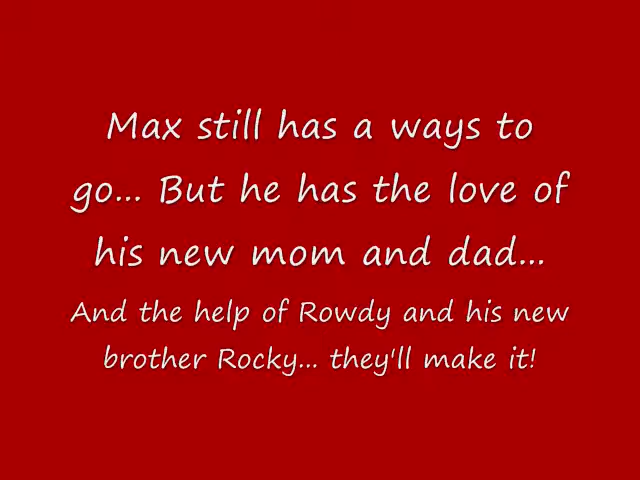 Max still has a ways to
go... But he has the love of
his new mom and dad...
And the help of Rowdy and his new
brother Rocky... they'll make it!